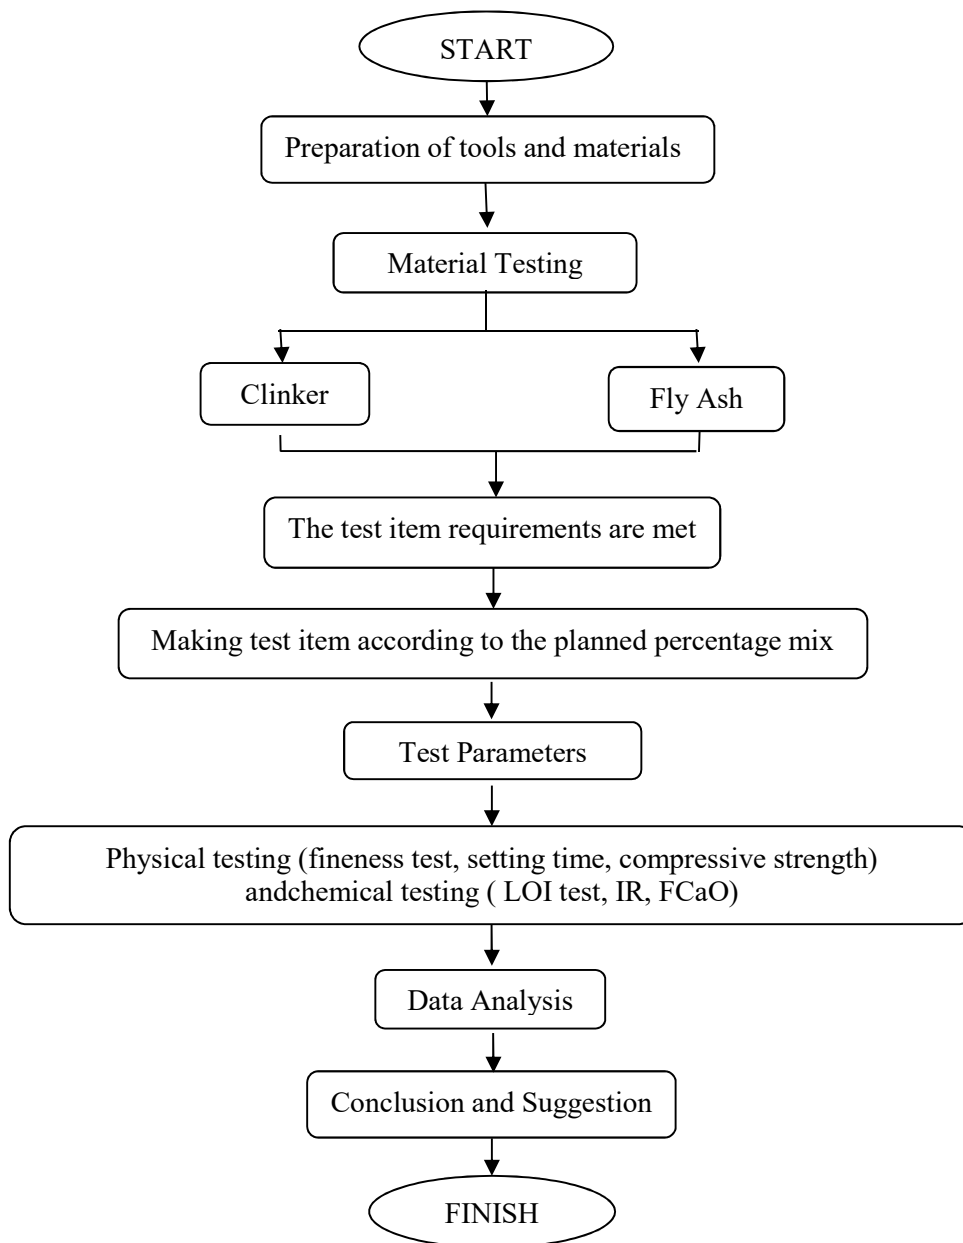 START
Preparation of tools and materials
Material Testing
Clinker
Fly Ash
The test item requirements are met
Making test item according to the planned percentage mix
Test Parameters
Physical testing (fineness test, setting time, compressive strength)
andchemical testing ( LOI test, IR, FCaO)
Data Analysis
Conclusion and Suggestion
FINISH